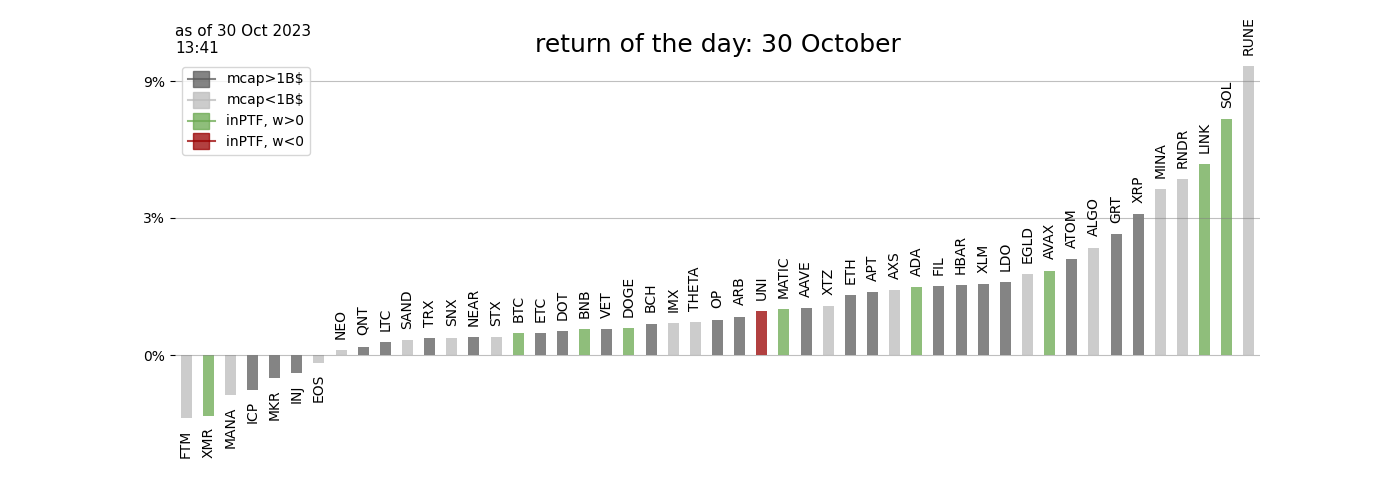 as of 30 Oct 2023
13:41
return of the day: 30 October
mcap>1B$
mcap<1B$
inPTF, w>0
inPTF, w<0
9%
3%
0%
FTM
XMR
MANA
ICP
MKR
INJ
EOS
NEO
QNT
LTC
SAND
TRX
SNX
NEAR
STX
BTC
ETC
DOT
BNB
VET
DOGE
BCH
IMX
THETA
OP
ARB
UNI
MATIC
AAVE
XTZ
ETH
APT
AXS
ADA
FIL
HBAR
XLM
LDO
EGLD
AVAX
ATOM
ALGO
GRT
XRP
MINA
RNDR
LINK
SOL
RUNE